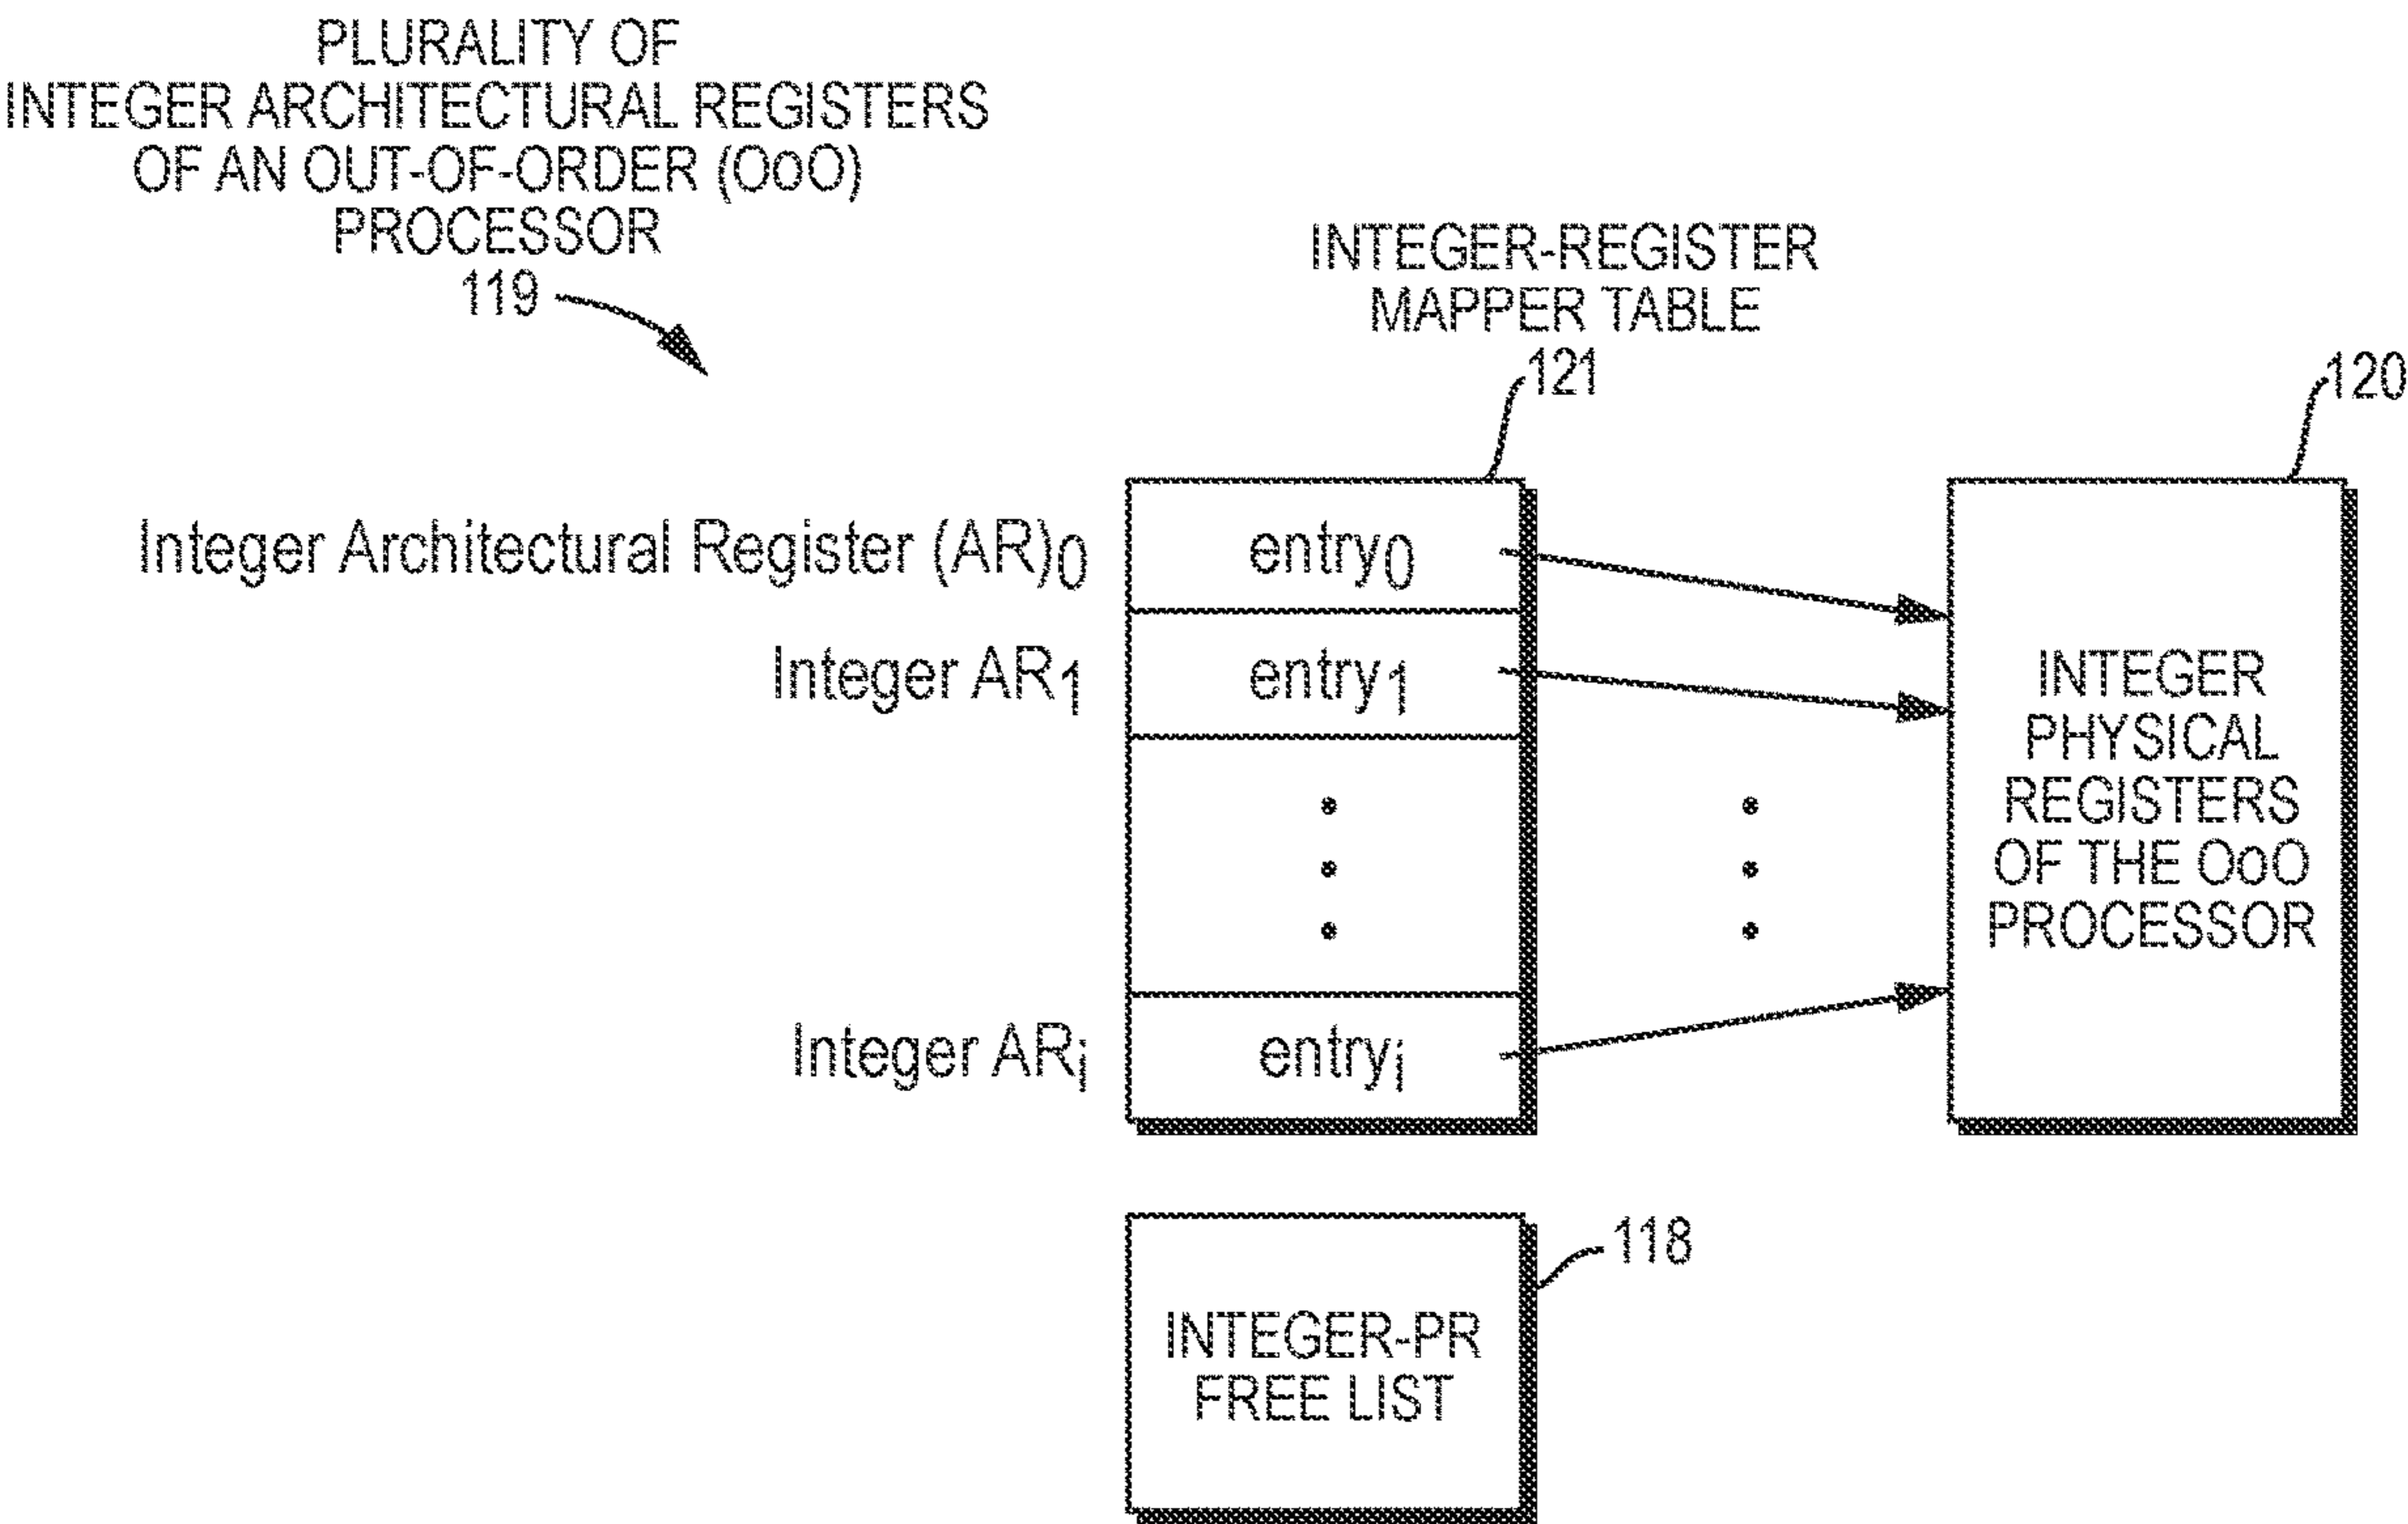 PLURALITY OF
INTEGER ARCHITECTURAL REGISTERS
OF AN OUT-OF-ORDER (OoO)
PROCESSOR
119
INTEGER-REGISTER
MAPPER TABLE
121
120
Integer Architectural Register (AR)0
entry0
Integer AR1
entry1
Integer ARi
entryi
INTEGER
PHYSICAL
REGISTERS
OF THE OoO
PROCESSOR
118
INTEGER-PR
FREE LIST